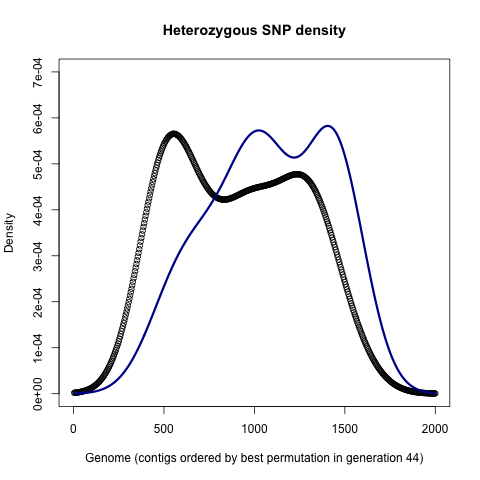 Heterozygous SNP density
Density
7e-04
6e-04
5e-04
4e-04
3e-04
2e-04
1e-04
0e+00
0 500 1000 1500 2000
Genome (contigs ordered by best permutation in generation 44)